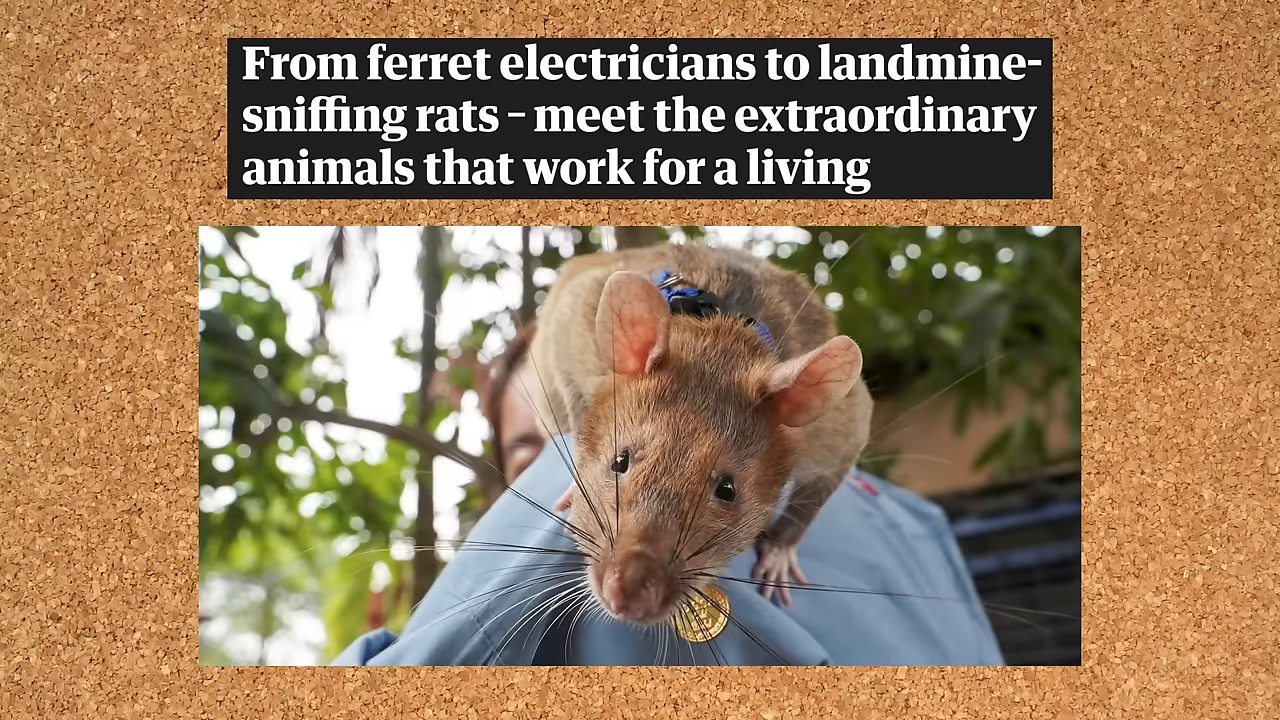 From ferret electricians to landmine-
sniffing rats – meet the extraordinary
animals that work for a living